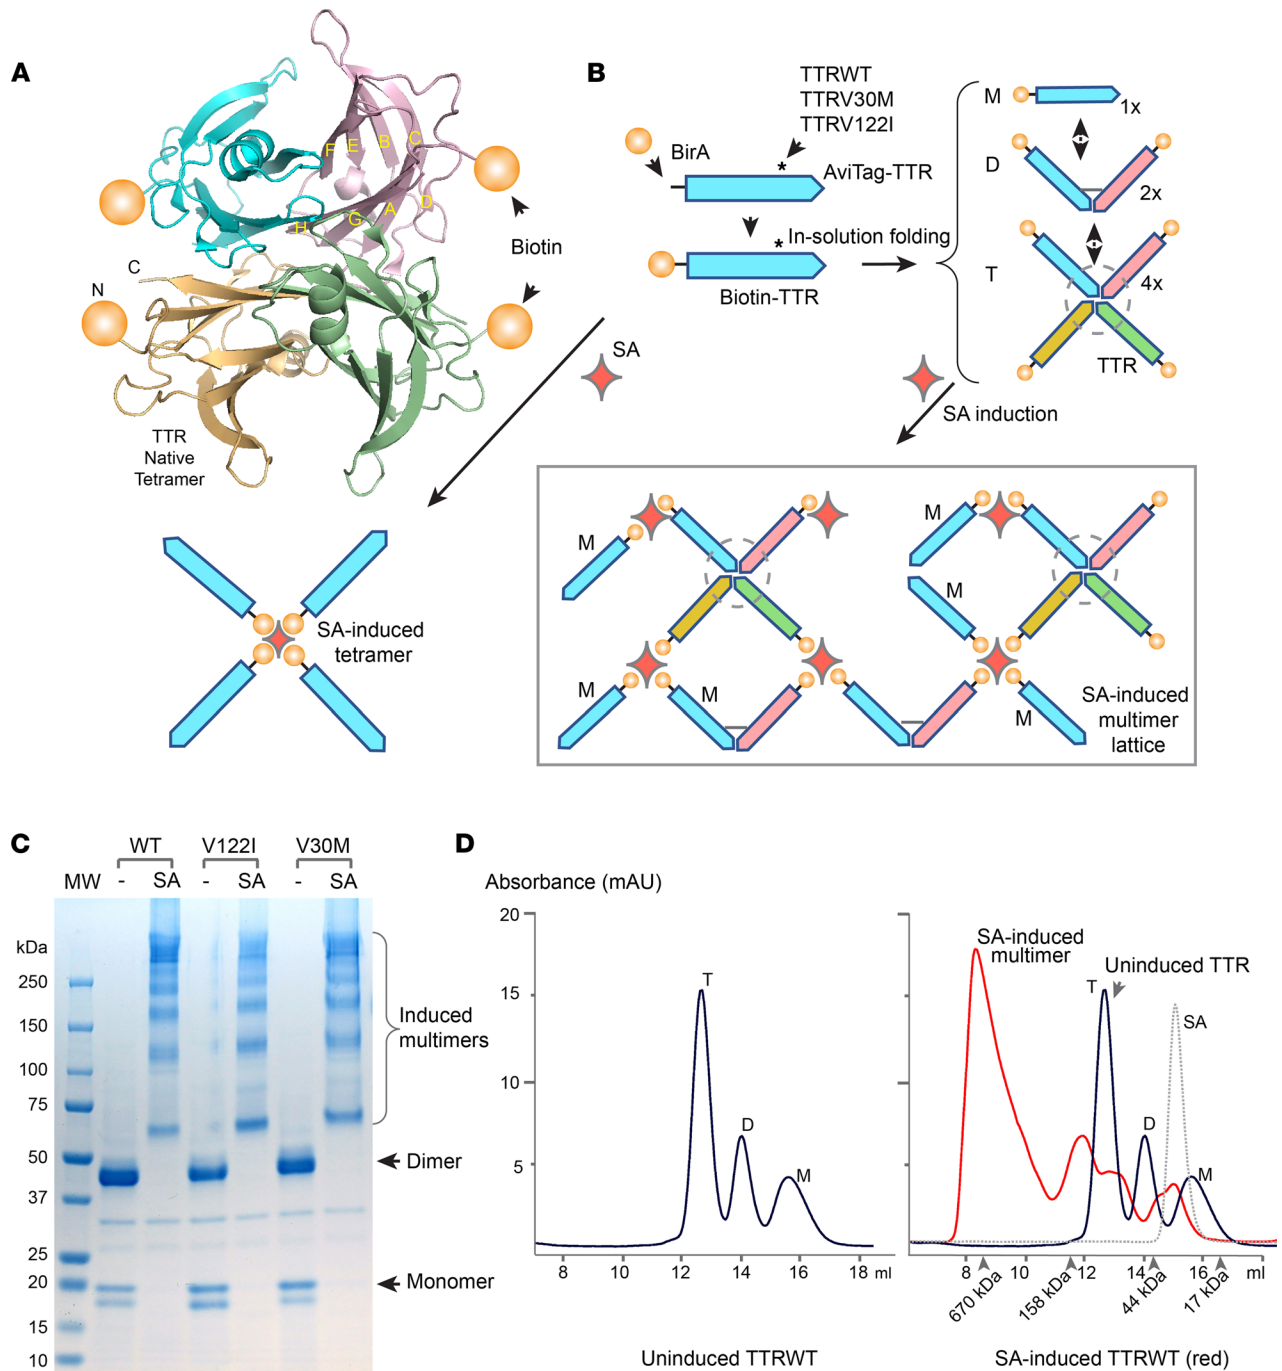 A
F
E
B
C
D
A
G
H
Biotin
N
C
TTR
Native
Tetramer
SA
SA-induced
tetramer
B
TTRWT
TTRV30M
TTRV122I
BirA
*
AviTag-TTR
*
In-solution folding
Biotin-TTR
M
1x
D
2x
T
4x
TTR
SA induction
M
M
M
M
M
M
SA-induced
multimer
lattice
C
WT
V122I
V30M
MW
-
SA
-
SA
-
SA
kDa
250
150
100
75
50
37
25
20
15
10
Induced
multimers
Dimer
Monomer
D
Absorbance (mAU)
20
15
10
5
T
D
M
8
10
12
14
16
18
ml
Uninduced TTRWT
SA-induced
multimer
Uninduced TTR
T
SA
D
M
8
10
12
14
16
ml
670 kDa
158 kDa
44 kDa
17 kDa
SA-induced TTRWT (red)